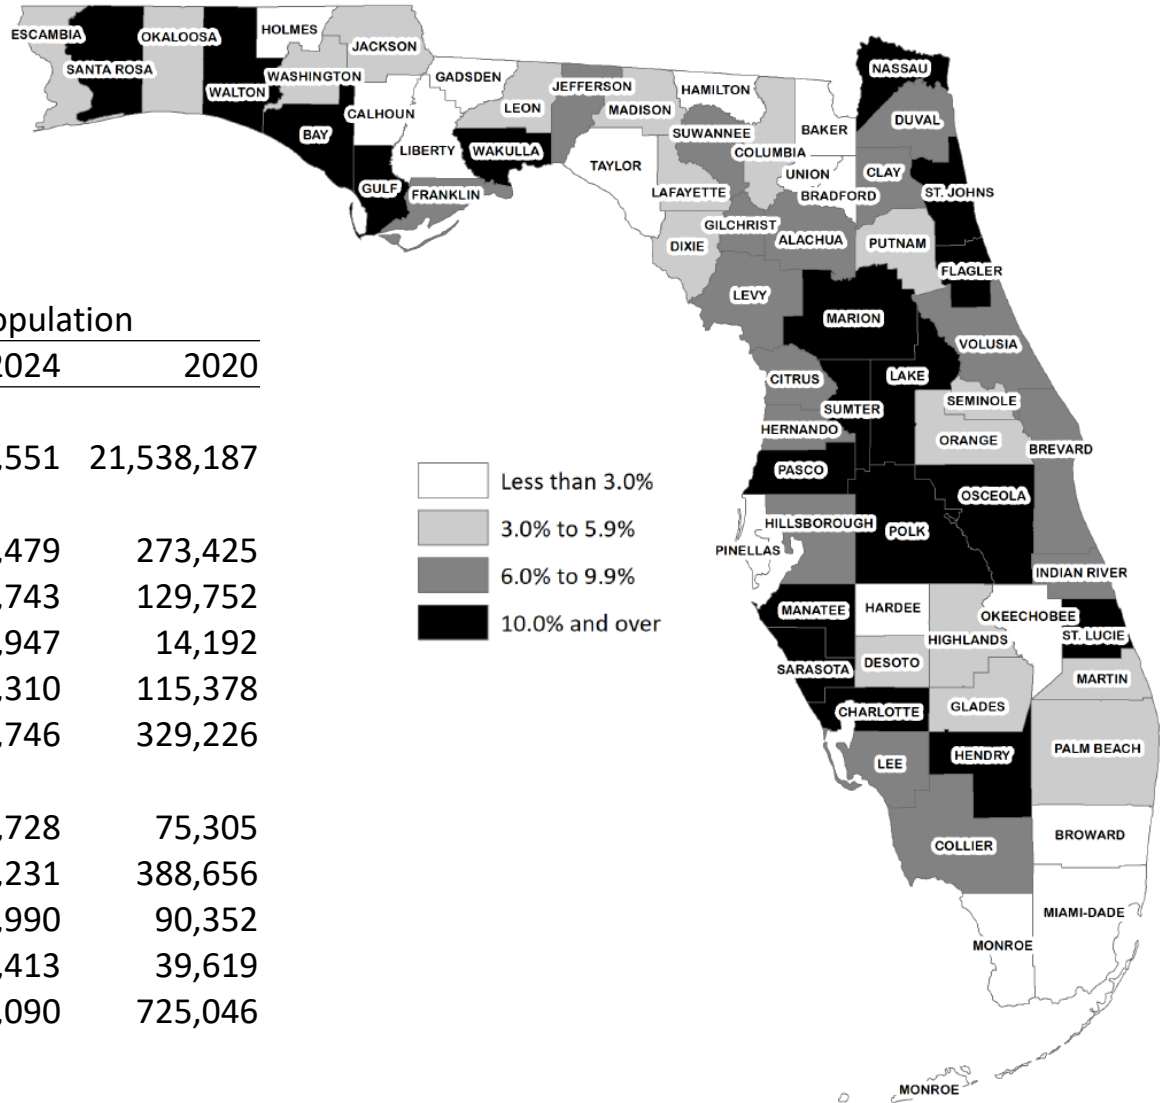 ESCAMBIA
SANTA ROSA
OKALOOSA
WALTON
HOLMES
WASHINGTON
JACKSON
BAY
CALHOUN
GULF
GADSDEN
LIBERTY
FRANKLIN
LEON
WAKULLA
JEFFERSON
MADISON
TAYLOR
HAMILTON
SUWANNEE
LAFAYETTE
DIXIE
COLUMBIA
GILCHRIST
BAKER
UNION
BRADFORD
ALACHUA
LEVY
NASSAU
DUVAL
CLAY
ST. JOHNS
PUTNAM
FLAGLER
MARION
VOLUSIA
CITRUS
SUMTER
LAKE
SEMINOLE
HERNANDO
ORANGE
BREVARD
PASCO
OSCEOLA
PINELLAS
HILLSBOROUGH
POLK
INDIAN RIVER
MANATEE
HARDEE
HIGHLANDS
OKEECHOBEE
ST. LUCIE
SARASOTA
DESOTO
MARTIN
CHARLOTTE
GLADES
LEE
HENDRY
PALM BEACH
COLLIER
BROWARD
MONROE
MIAMI-DADE
MONROE
opulation
2024 2020
,551 21,538,187
,479 273,425
,743 129,752
,947 14,192
,310 115,378
,746 329,226
,728 75,305
,231 388,656
,990 90,352
,413 39,619
,090 725,046
Less than 3.0%
3.0% to 5.9%
6.0% to 9.9%
10.0% and over